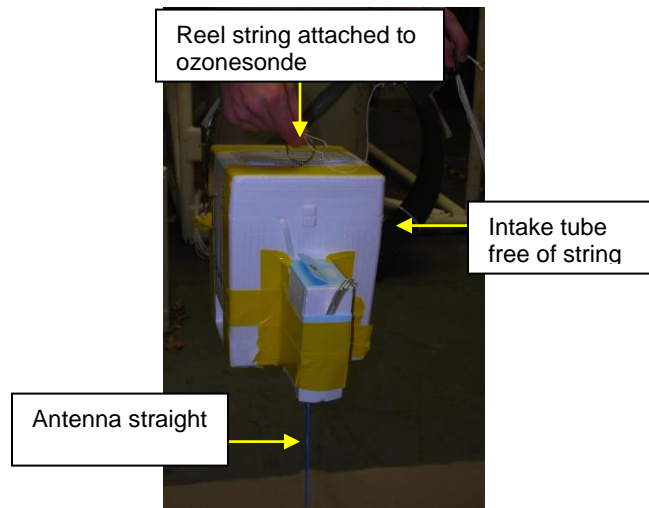 Reel string attached to
ozonesonde
Intake tube
free of string
Antenna straight